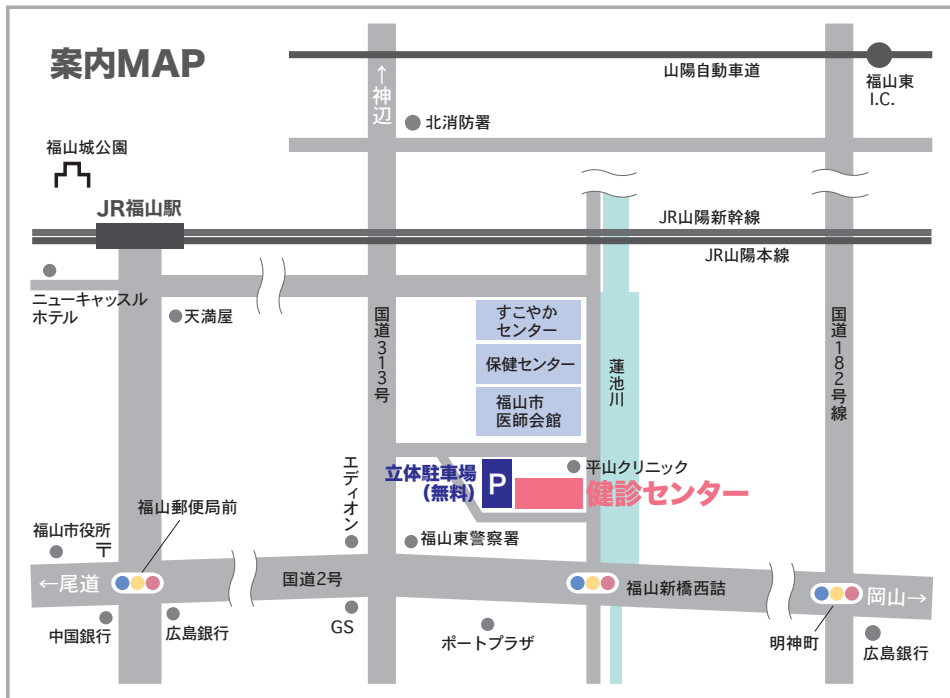 案内MAP
山陽自動車道
福山東
I.C.
↑神辺
北消防署
福山城公園
JR福山駅
JR山陽新幹線
JR山陽本線
ニューキャッスル
ホテル
天満屋
国道313号
すこやか
センター
保健センター
福山市
医師会館
蓮池川
国道182号線
エディオン
立体駐車場
(無料)
P
平山クリニック
健診センター
福山郵便局前
福山市役所
〒
福山東警察署
←尾道
国道2号
福山新橋西詰
岡山→
中国銀行
広島銀行
GS
ポートプラザ
明神町
広島銀行